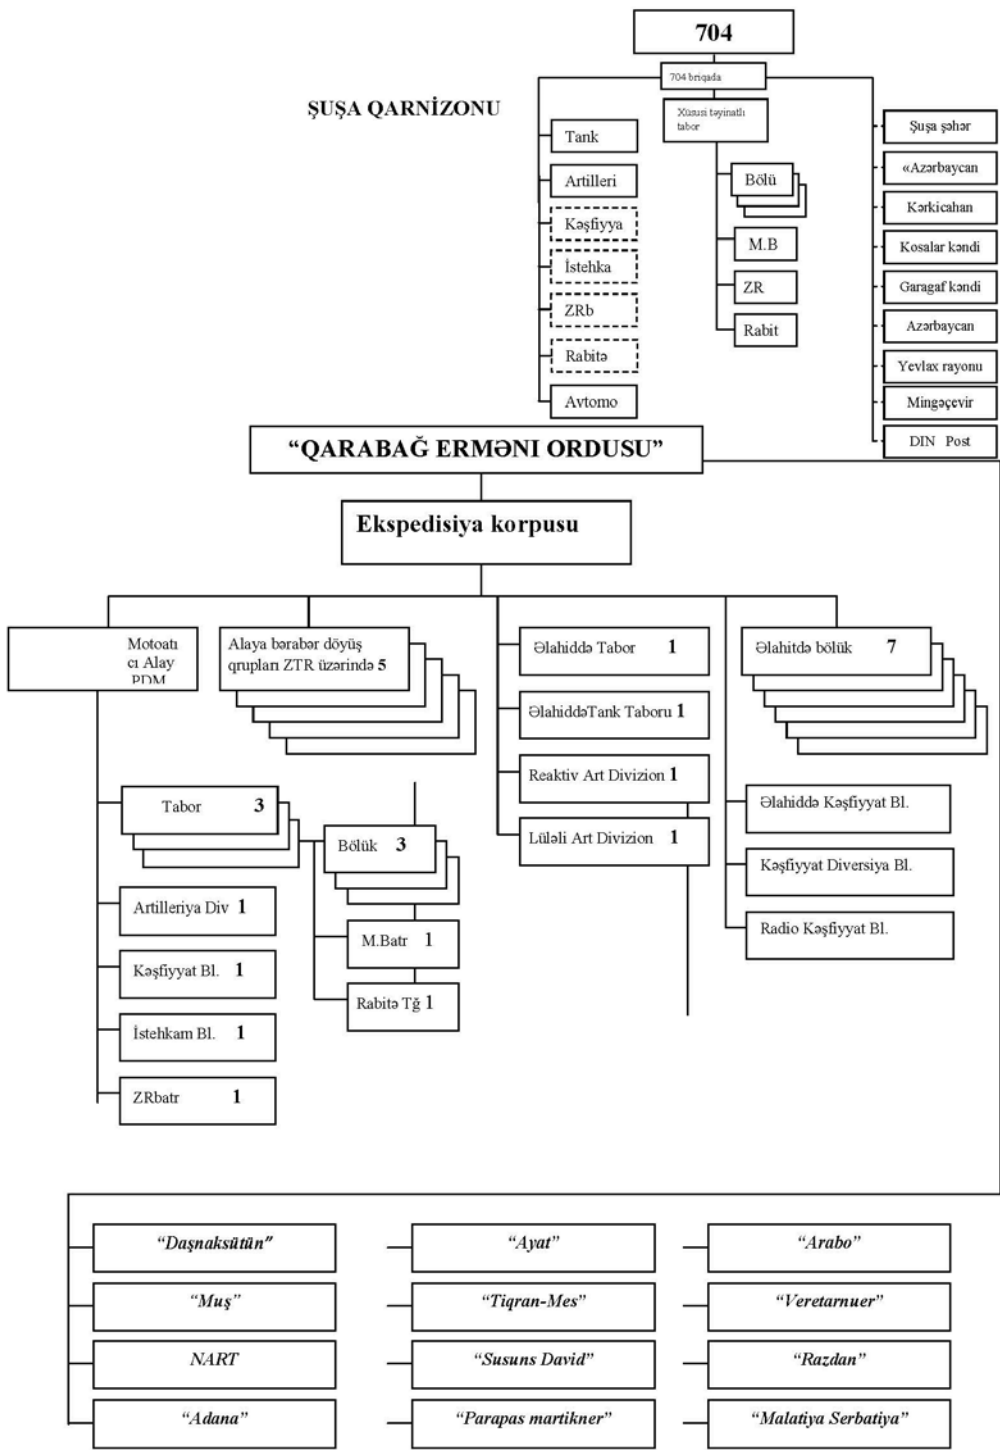 704
704 briqada
ŞUŞA QARNİZONU
Xüsusi təyinatlı
tabor
Tank
Artilleri
Kəşfiyya
İstehka
ZRb
Rabitə
Avtomo
Bölü
M.B
ZR
Rabit
Şuşa şəhər
«Azərbaycan
Kərkicahan
Kosalar kəndi
Garagaf kəndi
Azərbaycan
Yevlax rayonu
Mingəçevir
DIN Post
“QARABAĞ ERMƏNI ORDUSU”
Ekspedisiya korpusu
Motoatı
cı Alay
PDM
Alaya bərabər döyüş
qrupları ZTR üzərində 5
Əlahiddə Tabor 1
ƏlahiddəTank Taboru 1
Reaktiv Art Divizion 1
Lüləli Art Divizion 1
Əlahitdə bölük 7
Əlahiddə Kəşfiyyat Bl.
Kəşfiyyat Diversiya Bl.
Radio Kəşfiyyat Bl.
Tabor 3
Bölük 3
M.Batr 1
Rabitə Tğ 1
Artilleriya Div 1
Kəşfiyyat Bl. 1
İstehkam Bl. 1
ZRbatr 1
“Daşnaksütün”
“Ayat”
“Arabo”
“Muş”
“Tiqran-Mes”
“Veretarnuer”
NART
“Susuns David”
“Razdan”
“Adana”
“Parapas martikner”
“Malatiya Serbatiya”